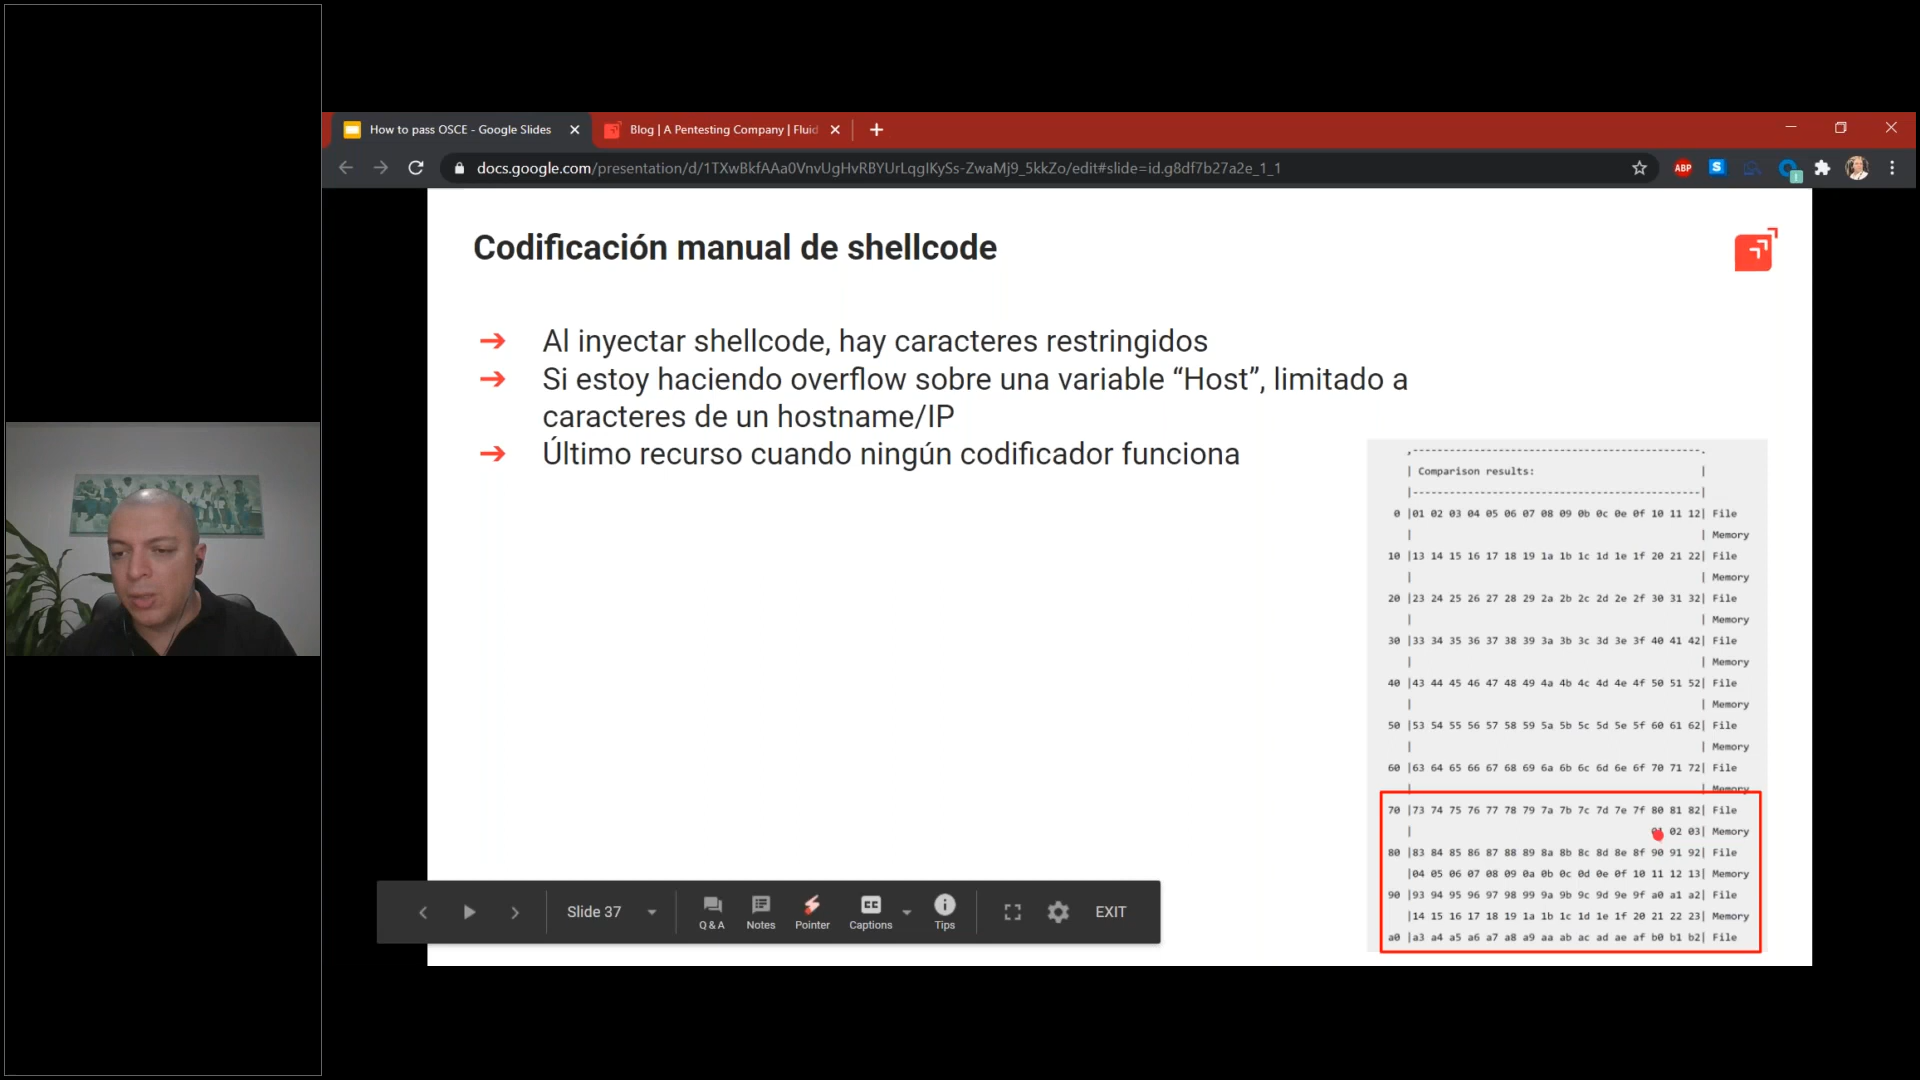 How to pass OSCE - Google Slides
Blog | A Pentesting Company | Fluid
docs.google.com/presentation/d/1TXwBkfAAa0VnvUgHvRBYUrLqgIKySs-ZwaMj9_5kkZo/edit#slide=id.g8df7b27a2e_1_1
ABP
S
Codificación manual de shellcode
Al inyectar shellcode, hay caracteres restringidos
Si estoy haciendo overflow sobre una variable “Host”, limitado a
caracteres de un hostname/IP
Último recurso cuando ningún codificador funciona
,-----------------------------------------------.
| Comparison results: |
|-----------------------------------------------|
0 |01 02 03 04 05 06 07 08 09 0b 0c 0e 0f 10 11 12| File
| | Memory
10 |13 14 15 16 17 18 19 1a 1b 1c 1d 1e 1f 20 21 22| File
| | Memory
20 |23 24 25 26 27 28 29 2a 2b 2c 2d 2e 2f 30 31 32| File
| | Memory
30 |33 34 35 36 37 38 39 3a 3b 3c 3d 3e 3f 40 41 42| File
| | Memory
40 |43 44 45 46 47 48 49 4a 4b 4c 4d 4e 4f 50 51 52| File
| | Memory
50 |53 54 55 56 57 58 59 5a 5b 5c 5d 5e 5f 60 61 62| File
| | Memory
60 |63 64 65 66 67 68 69 6a 6b 6c 6d 6e 6f 70 71 72| File
| | Memory
70 |73 74 75 76 77 78 79 7a 7b 7c 7d 7e 7f 80 81 82| File
| 02 03| Memory
80 |83 84 85 86 87 88 89 8a 8b 8c 8d 8e 8f 90 91 92| File
|04 05 06 07 08 09 0a 0b 0c 0d 0e 0f 10 11 12 13| Memory
90 |93 94 95 96 97 98 99 9a 9b 9c 9d 9e 9f a0 a1 a2| File
|14 15 16 17 18 19 1a 1b 1c 1d 1e 1f 20 21 22 23| Memory
a0 |a3 a4 a5 a6 a7 a8 a9 aa ab ac ad ae af b0 b1 b2| File
Slide 37
Q & A
Notes
Pointer
CC
Captions
Tips
EXIT